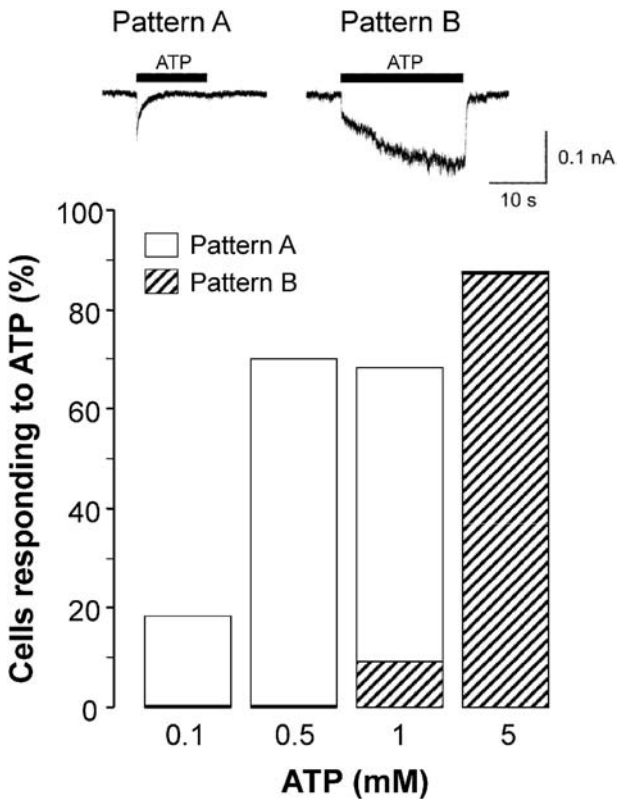 Pattern A Pattern B
ATP ATP
0.1 nA
10 s
100
80
60
40
20
0
Cells responding to ATP (%)
Pattern A
Pattern B
0.1 0.5 1 5
ATP (mM)